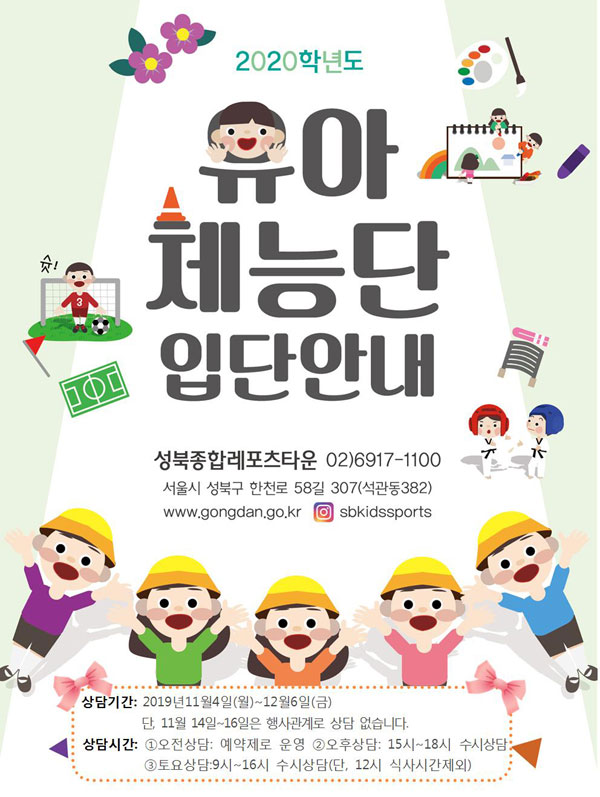 2020학년도
유아
체능단
입단안내
슛!
3
성북종합레포츠타운 02)6917-1100
서울시 성북구 한천로 58길 307(석관동382)
www.gongdan.go.kr sbkidssports
상담기간: 2019년11월4일(월)~12월6일(금)
단, 11월 14일~16일은 행사관계로 상담 없습니다.
상담시간: ①오전상담: 예약제로 운영 ②오후상담: 15시~18시 수시상담
③토요상담:9시~16시 수시상담(단, 12시 식사시간제외)